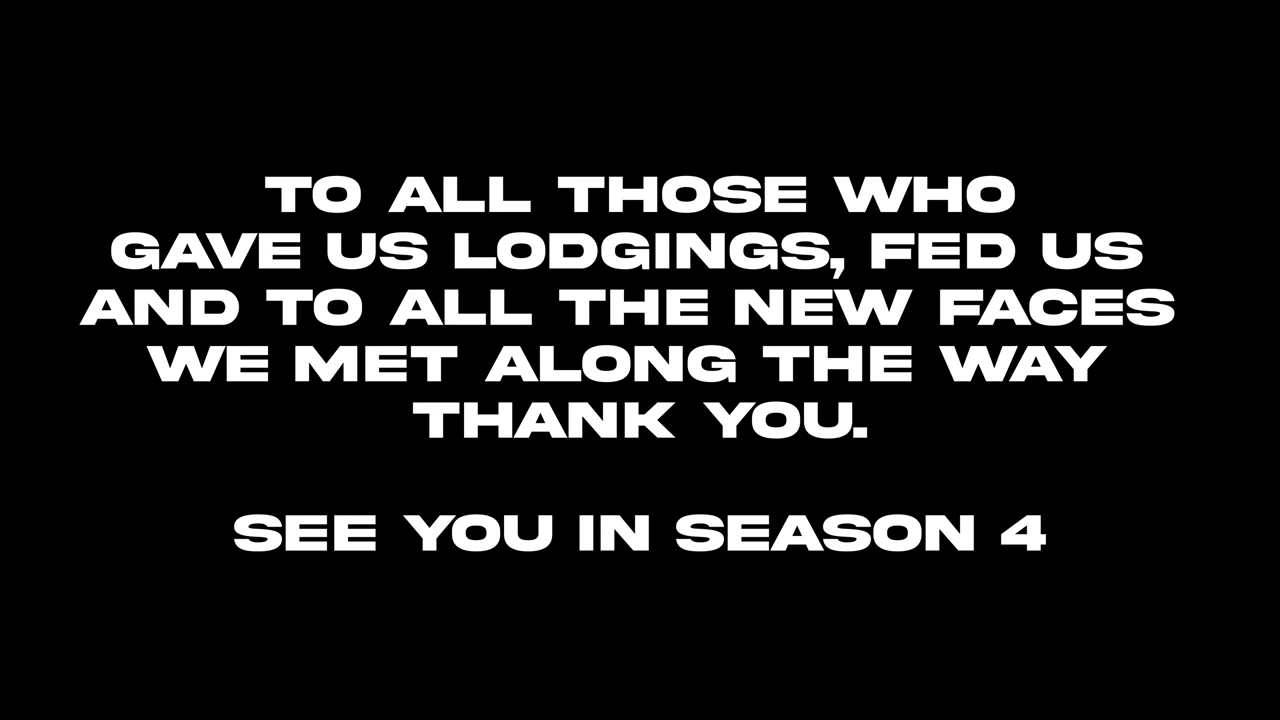 TO ALL THOSE WHO
GAVE US LODGINGS, FED US
AND TO ALL THE NEW FACES
WE MET ALONG THE WAY
THANK YOU.
SEE YOU IN SEASON 4